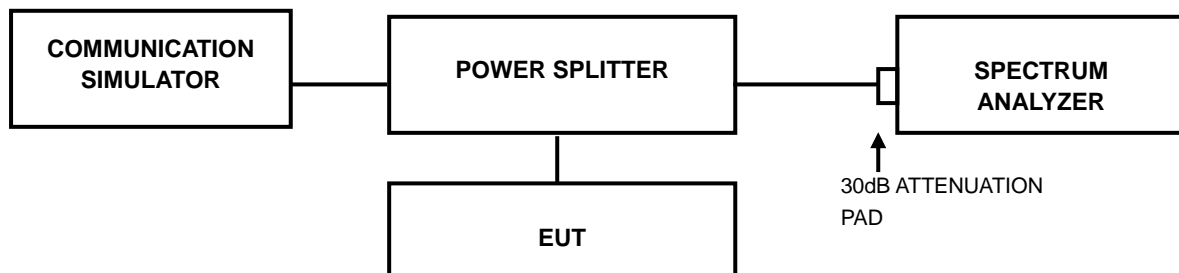 COMMUNICATION
SIMULATOR
POWER SPLITTER
SPECTRUM
ANALYZER
30dB ATTENUATION
PAD
EUT